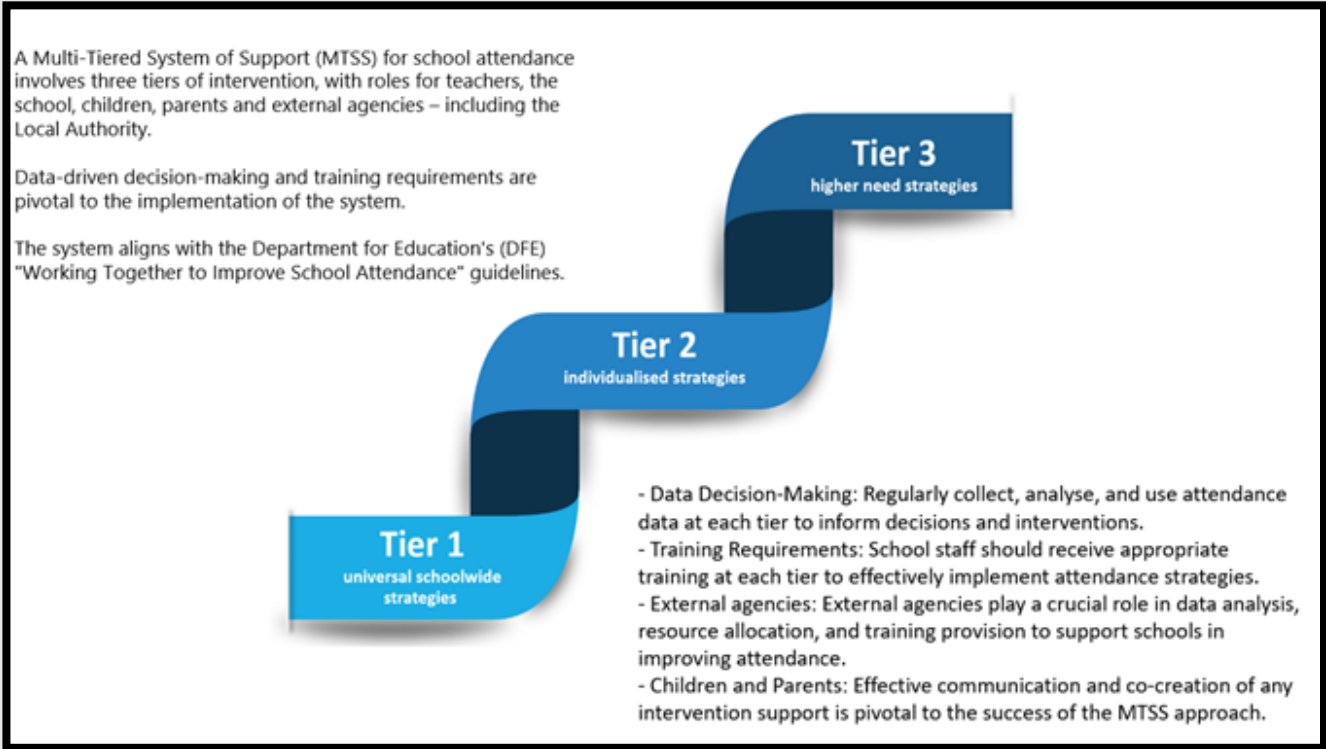 A Multi-Tiered System of Support (MTSS) for school attendance
involves three tiers of intervention, with roles for teachers, the
school, children, parents and external agencies – including the
Local Authority.
Data-driven decision-making and training requirements are
pivotal to the implementation of the system.
The system aligns with the Department for Education's (DFE)
"Working Together to Improve School Attendance" guidelines.
Tier 3
higher need strategies
Tier 2
individualised strategies
Tier 1
universal schoolwide
strategies
- Data Decision-Making: Regularly collect, analyse, and use attendance
data at each tier to inform decisions and interventions.
- Training Requirements: School staff should receive appropriate
training at each tier to effectively implement attendance strategies.
- External agencies: External agencies play a crucial role in data analysis,
resource allocation, and training provision to support schools in
improving attendance.
- Children and Parents: Effective communication and co-creation of any
intervention support is pivotal to the success of the MTSS approach.